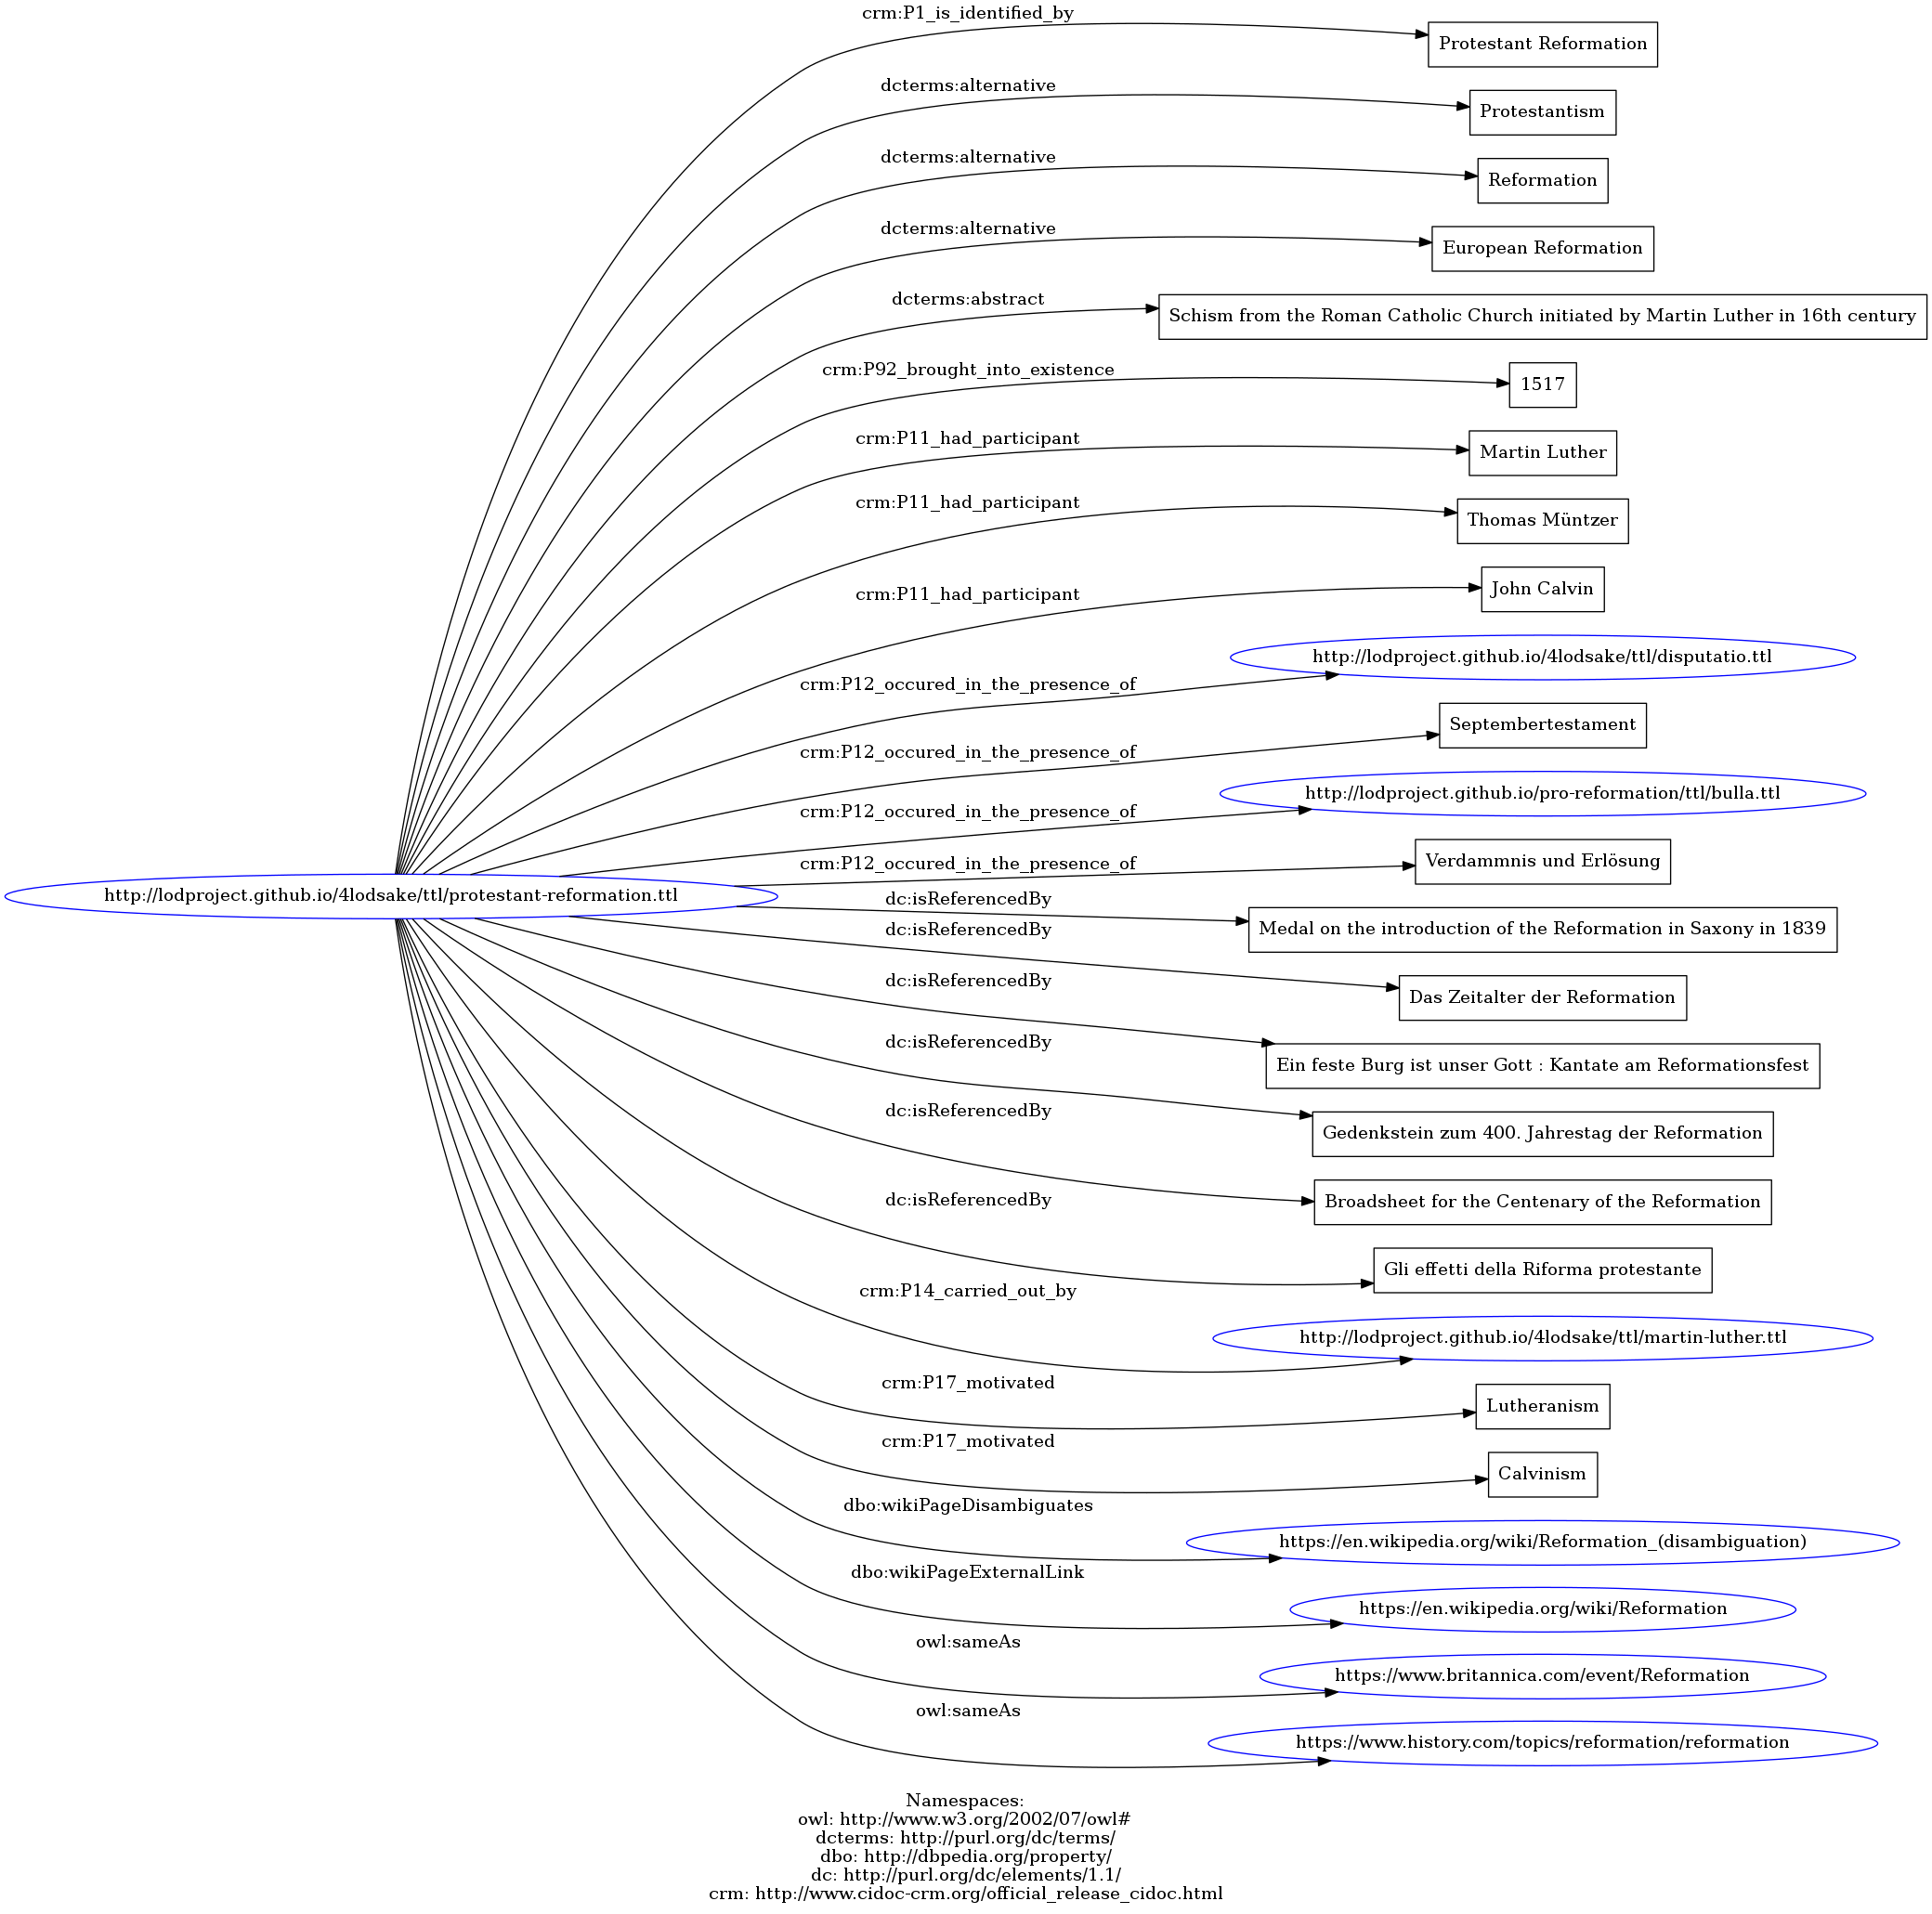 crm:P1_is_identified_by
Protestant Reformation
dcterms:alternative
Protestantism
dcterms:alternative
Reformation
dcterms:alternative
European Reformation
dcterms:abstract
Schism from the Roman Catholic Church initiated by Martin Luther in 16th century
crm:P92_brought_into_existence
1517
crm:P11_had_participant
Martin Luther
crm:P11_had_participant
Thomas Müntzer
crm:P11_had_participant
John Calvin
http://lodproject.github.io/4lodsake/ttl/disputatio.ttl
crm:P12_occured_in_the_presence_of
Septembertestament
crm:P12_occured_in_the_presence_of
http://lodproject.github.io/pro-reformation/ttl/bulla.ttl
crm:P12_occured_in_the_presence_of
Verdammnis und Erlösung
crm:P12_occured_in_the_presence_of
http://lodproject.github.io/4lodsake/ttl/protestant-reformation.ttl
dc:isReferencedBy
Medal on the introduction of the Reformation in Saxony in 1839
dc:isReferencedBy
Das Zeitalter der Reformation
dc:isReferencedBy
Ein feste Burg ist unser Gott : Kantate am Reformationsfest
dc:isReferencedBy
Gedenkstein zum 400. Jahrestag der Reformation
dc:isReferencedBy
Broadsheet for the Centenary of the Reformation
dc:isReferencedBy
Gli effetti della Riforma protestante
crm:P14_carried_out_by
http://lodproject.github.io/4lodsake/ttl/martin-luther.ttl
crm:P17_motivated
Lutheranism
crm:P17_motivated
Calvinism
dbo:wikiPageDisambiguates
https://en.wikipedia.org/wiki/Reformation_(disambiguation)
dbo:wikiPageExternalLink
https://en.wikipedia.org/wiki/Reformation
owl:sameAs
https://www.britannica.com/event/Reformation
owl:sameAs
https://www.history.com/topics/reformation/reformation
Namespaces:
owl: http://www.w3.org/2002/07/owl#
dcterms: http://purl.org/dc/terms/
dbo: http://dbpedia.org/property/
dc: http://purl.org/dc/elements/1.1/
crm: http://www.cidoc-crm.org/official_release_cidoc.html